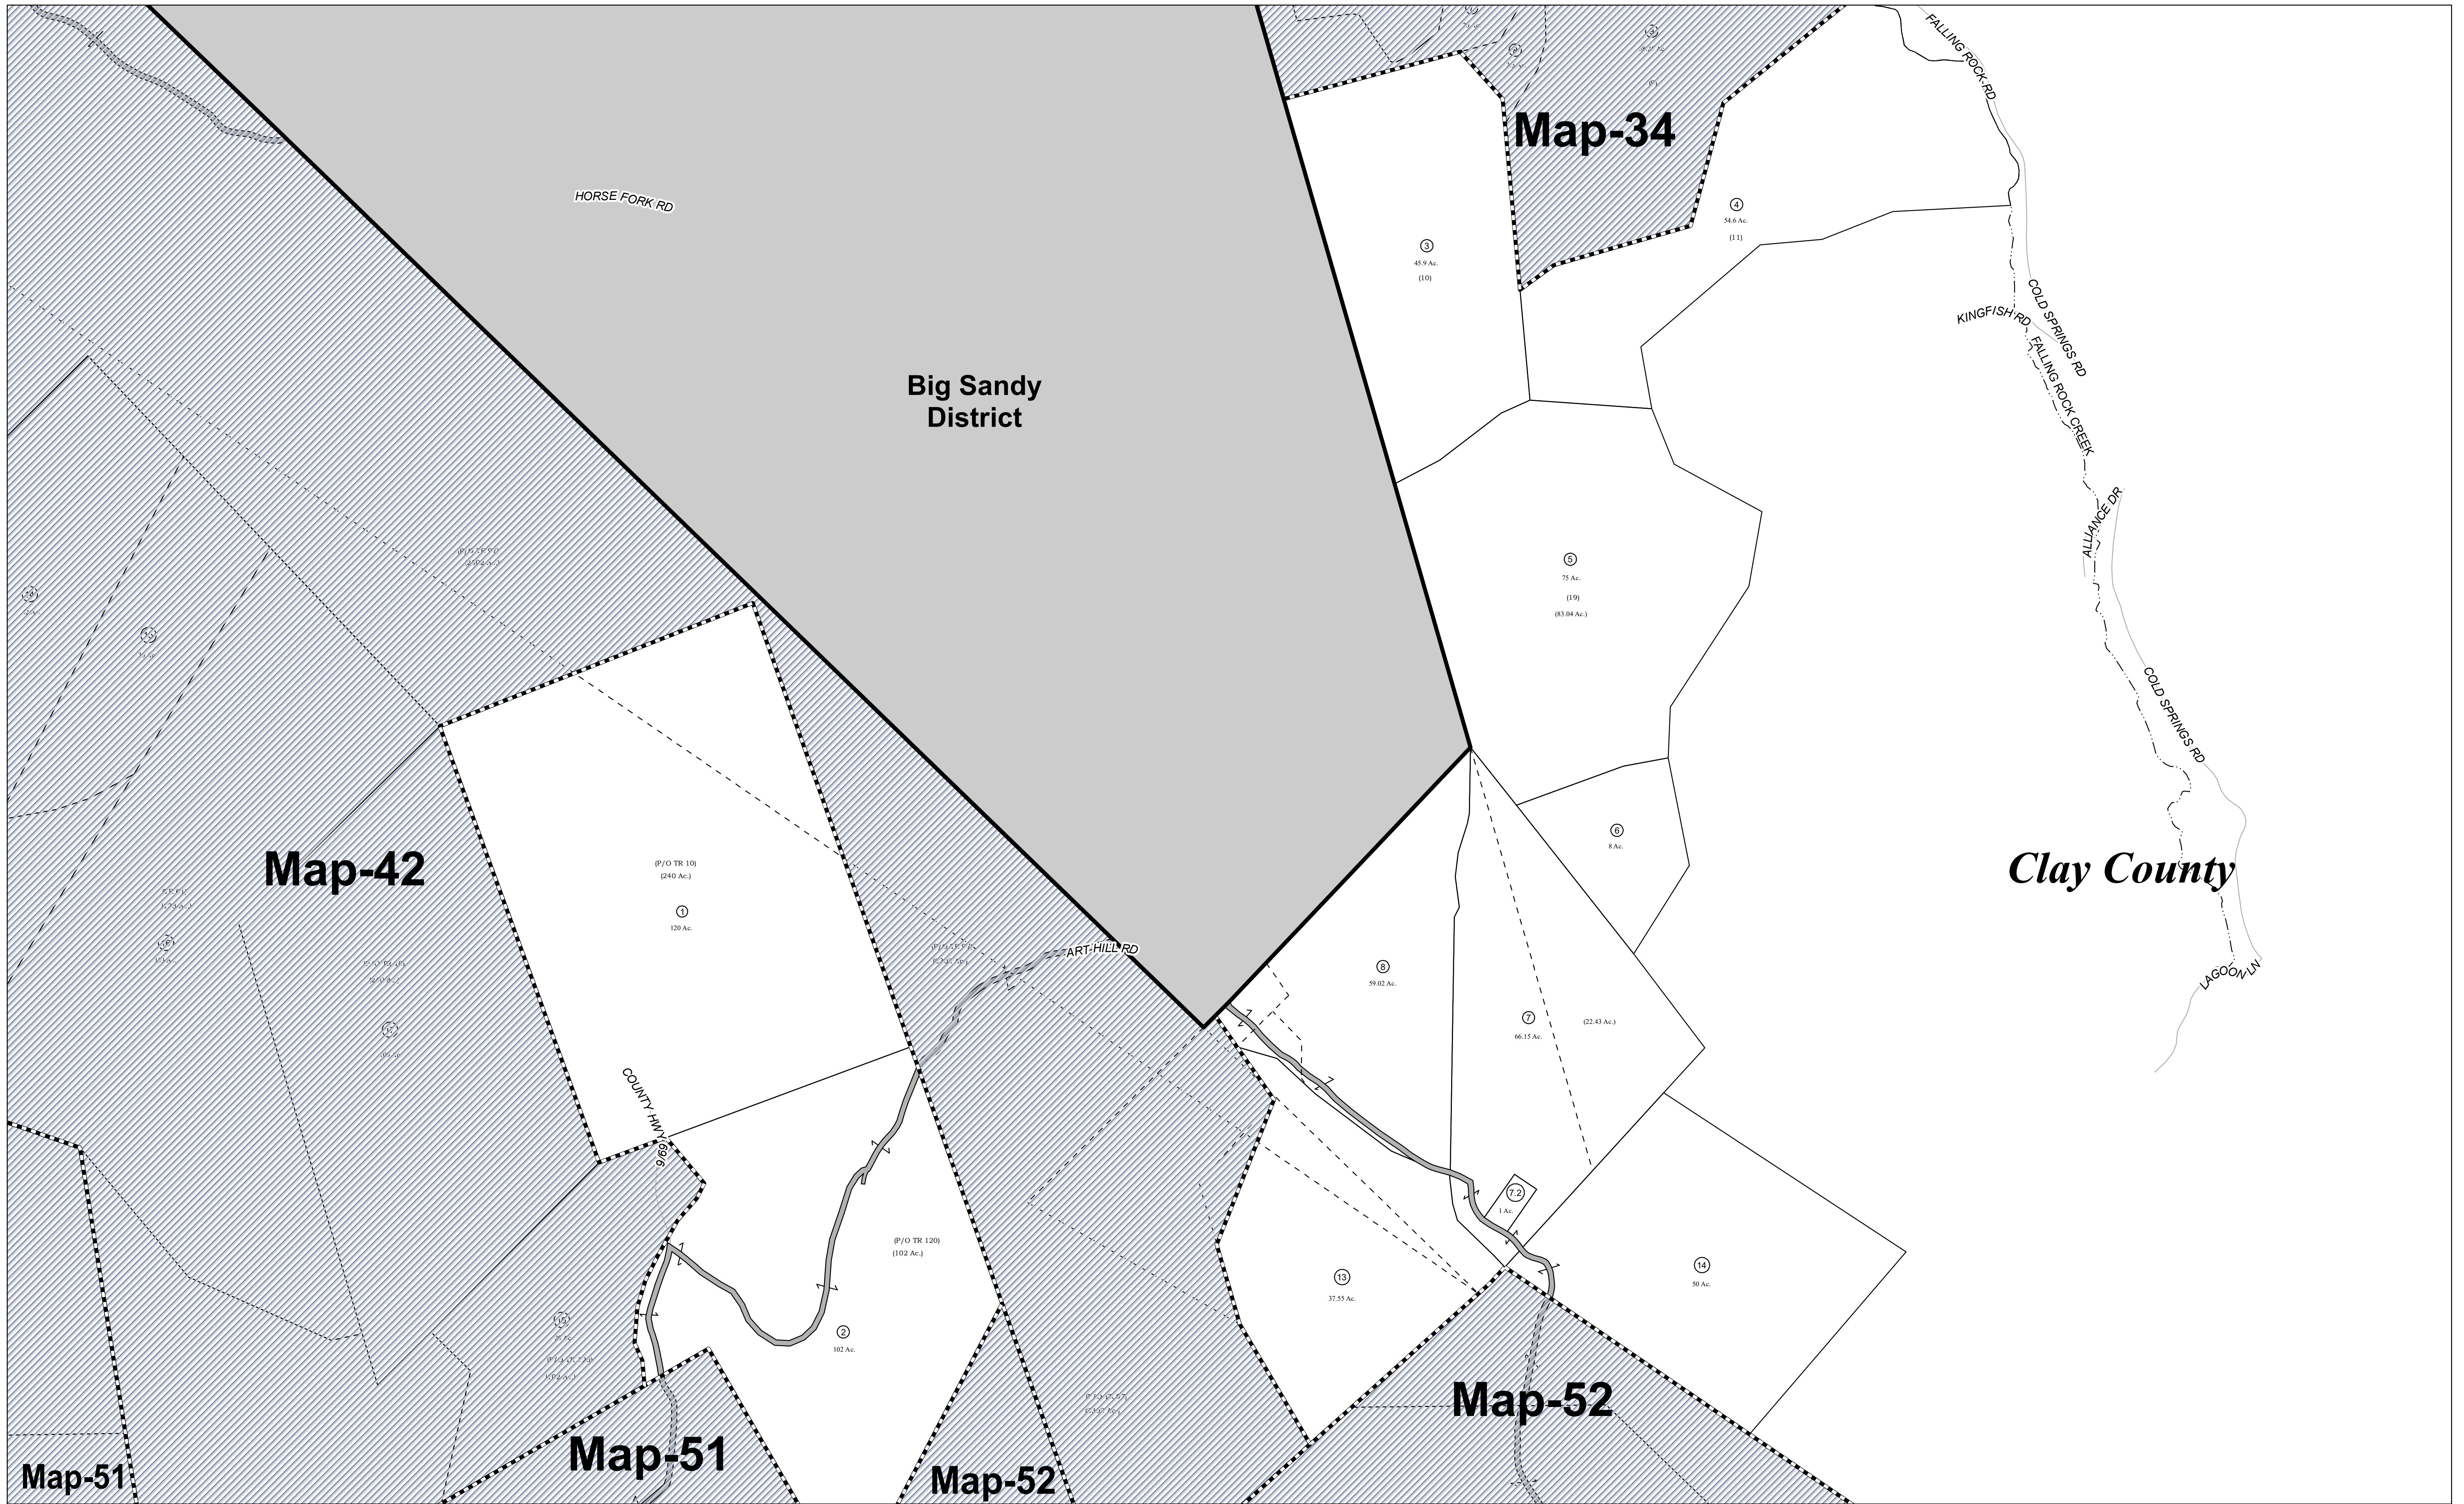 FALLING ROCK RD
Map-34
HORSE FORK RD
4
54.6 Ac.
(11)
3
45.9 Ac.
(10)
COLD SPRINGS RD
KINGFISH RD
FALLING ROCK CREEK
Big Sandy
District
ALLIANCE DR
5
75 Ac.
(19)
(83.04 Ac.)
COLD SPRINGS RD
6
8 Ac.
Map-42
Clay County
(P/O TR 10)
(240 Ac.)
1
120 Ac.
ART HILL RD
8
59.02 Ac.
LAGOON LN
7
66.15 Ac.
(22.43 Ac.)
COUNTY HWY 9/69
7.2
1 Ac.
(P/O TR 120)
(102 Ac.)
14
50 Ac.
13
37.55 Ac.
2
102 Ac.
Map-52
Map-51
Map-51
Map-52